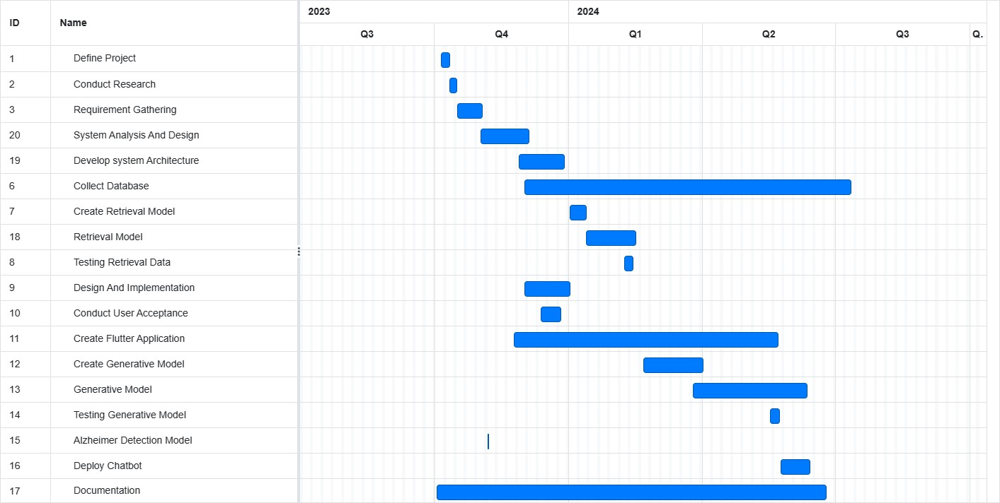 ID Name 2023 2024
Q3 Q4 Q1 Q2 Q3 Q.
1 Define Project
2 Conduct Research
3 Requirement Gathering
20 System Analysis And Design
19 Develop system Architecture
6 Collect Database
7 Create Retrieval Model
18 Retrieval Model
8 Testing Retrieval Data
9 Design And Implementation
10 Conduct User Acceptance
11 Create Flutter Application
12 Create Generative Model
13 Generative Model
14 Testing Generative Model
15 Alzheimer Detection Model
16 Deploy Chatbot
17 Documentation